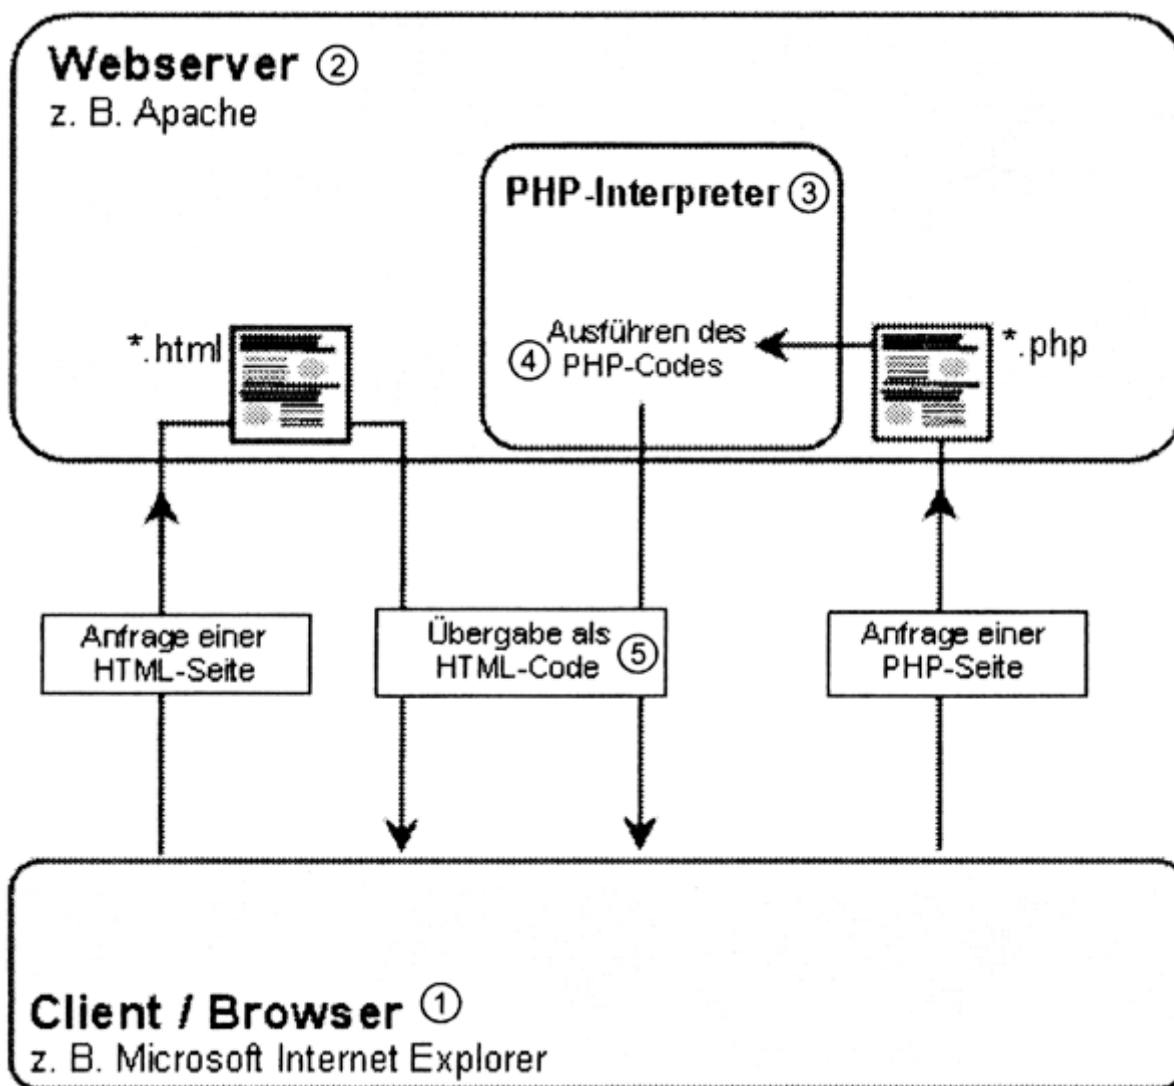 Webserver ②
z. B. Apache
PHP-Interpreter ③
*.html
④ Ausführen des
PHP-Codes
*.php
Anfrage einer
HTML-Seite
Übergabe als
HTML-Code ⑤
Anfrage einer
PHP-Seite
Client / Browser ①
z. B. Microsoft Internet Explorer